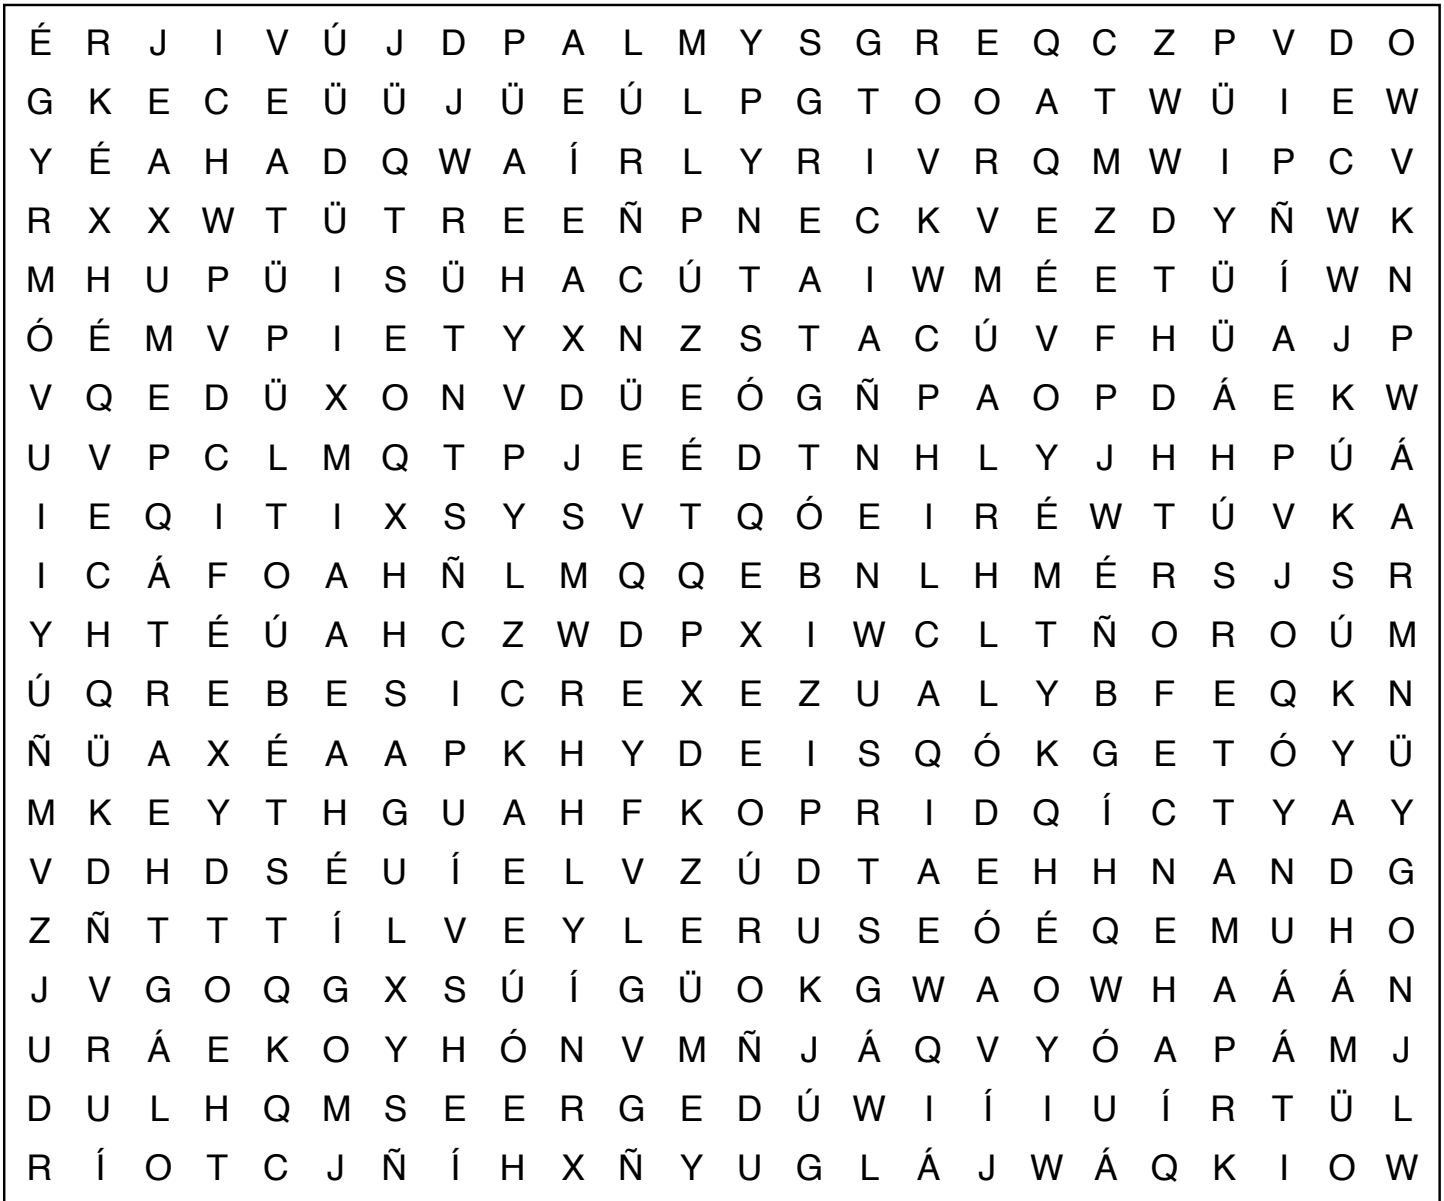 É R J I V Ú J D P A L M Y S G R E Q C Z P V D O
G K E C E Ü Ü J Ü E Ú L P G T O O A T W Ü I E W
Y É A H A D Q W A Í R L Y R I V R Q M W I P C V
R X X W T Ü T R E E Ñ P N E C K V E Z D Y Ñ W K
M H U P Ü I S Ü H A C Ú T A I W M É E T Ü Í W N
Ó É M V P I E T Y X N Z S T A C Ú V F H Ü A J P
V Q E D Ü X O N V D Ü E Ó G Ñ P A O P D Á E K W
U V P C L M Q T P J E É D T N H L Y J H H P Ú Á
I E Q I T I X S Y S V T Q Ó E I R É W T Ú V K A
I C Á F O A H Ñ L M Q Q E B N L H M É R S J S R
Y H T É Ú A H C Z W D P X I W C L T Ñ O R O Ú M
Ú Q R E B E S I C R E X E Z U A L Y B F E Q K N
Ñ Ü A X É A A P K H Y D E I S Q Ó K G E T Ó Y Ü
M K E Y T H G U A H F K O P R I D Q Í C T Y A Y
V D H D S É U Í E L V Z Ú D T A E H H N A N D G
Z Ñ T T T Í L V E Y L E R U S E Ó É Q E M U H O
J V G O Q G X S Ú Í G Ü O K G W A O W H A Á Á N
U R Á E K O Y H Ó N V M Ñ J Á Q V Y Ó A P Á M J
D U L H Q M S E E R G E D Ú W I Í I U Í R T Ü L
R Í O T C J Ñ Í H X Ñ Y U G L Á J W Á Q K I O W